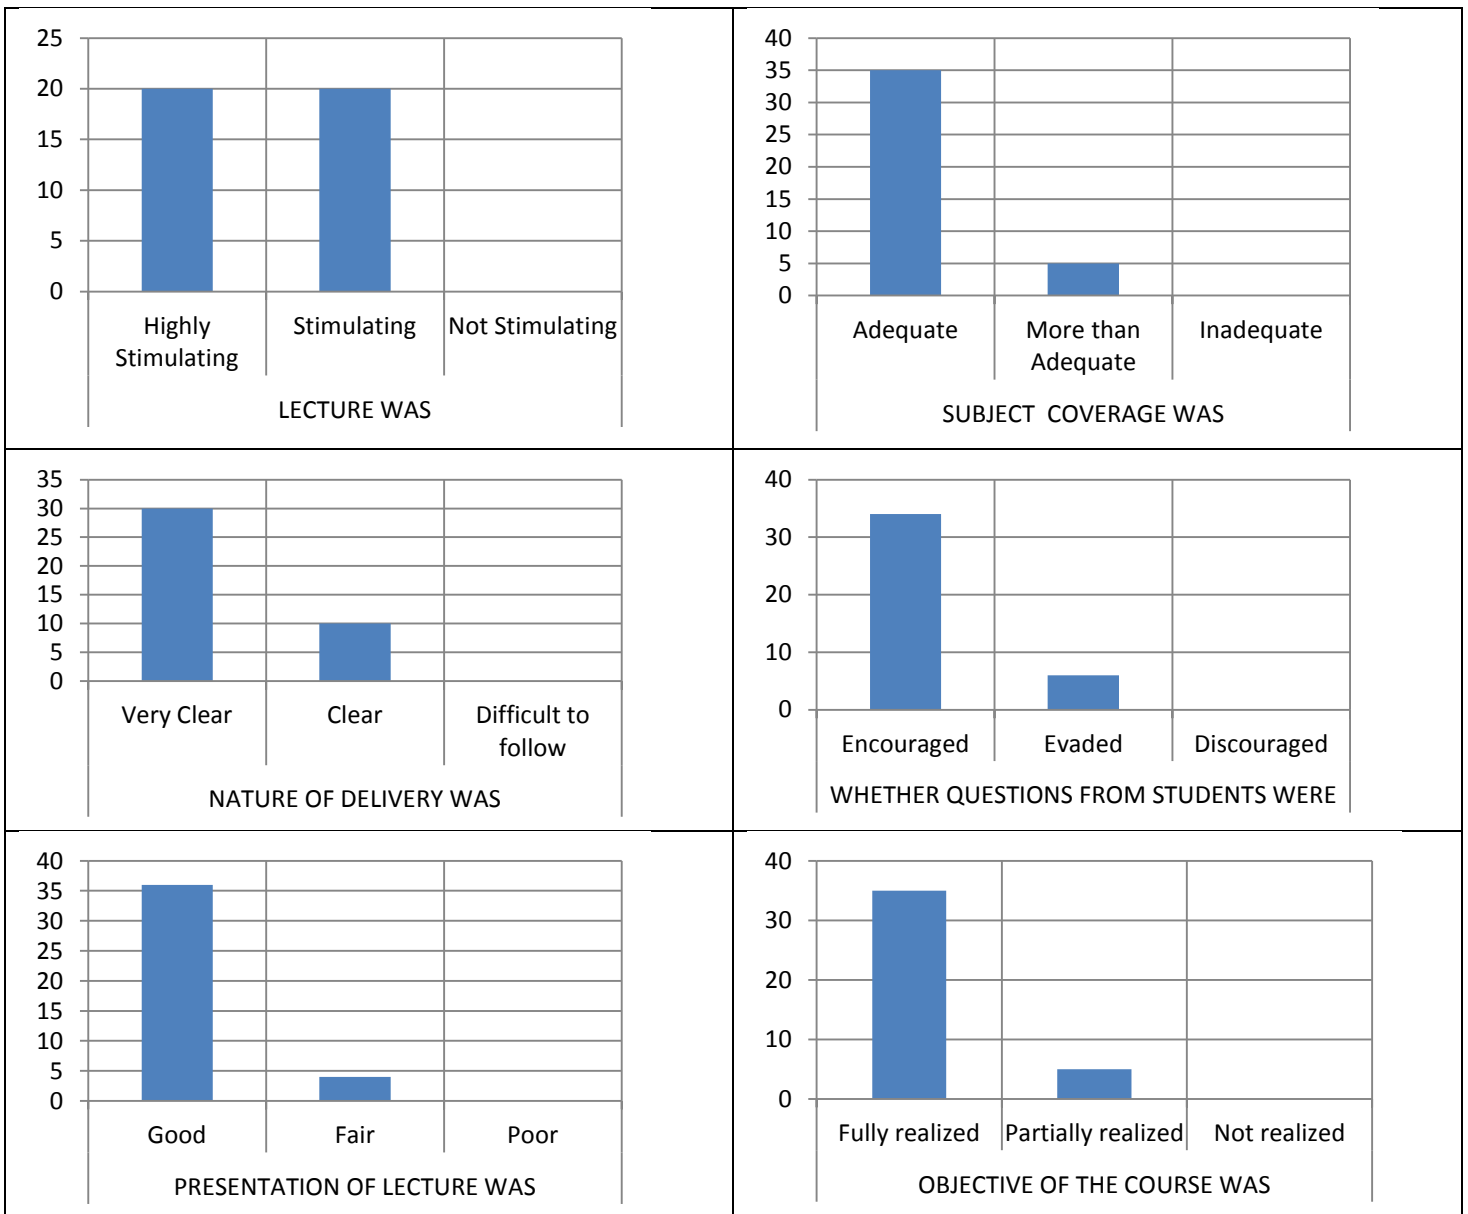 25
20
15
10
5
0
Highly
Stimulating
Stimulating
Not Stimulating
LECTURE WAS
40
35
30
25
20
15
10
5
0
Adequate
More than
Adequate
Inadequate
SUBJECT COVERAGE WAS
35
30
25
20
15
10
5
0
Very Clear
Clear
Difficult to
follow
NATURE OF DELIVERY WAS
40
30
20
10
0
Encouraged
Evaded
Discouraged
WHETHER QUESTIONS FROM STUDENTS WERE
40
35
30
25
20
15
10
5
0
Good
Fair
Poor
PRESENTATION OF LECTURE WAS
40
30
20
10
0
Fully realized
Partially realized
Not realized
OBJECTIVE OF THE COURSE WAS